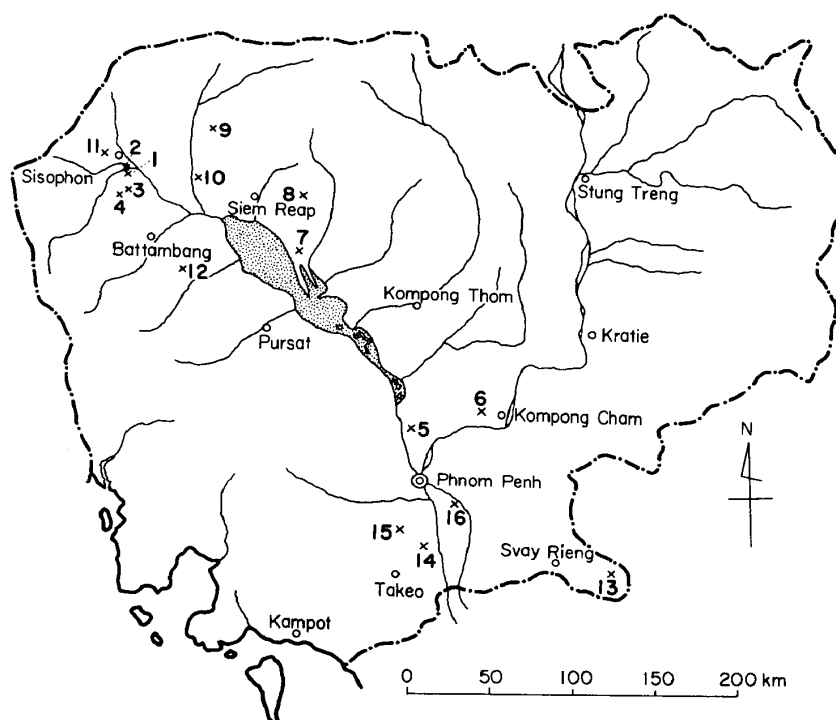 9
11
2
1
Sisophon
10
3
8
4
Siem Reap
Stung Treng
Battambang
7
12
Kompong Thom
Pursat
Kratie
6
5
Kompong Cham
N
Phnom Penh
16
15
14
Svay Rieng
13
Takeo
Kampot
0 50 100 150 200 km